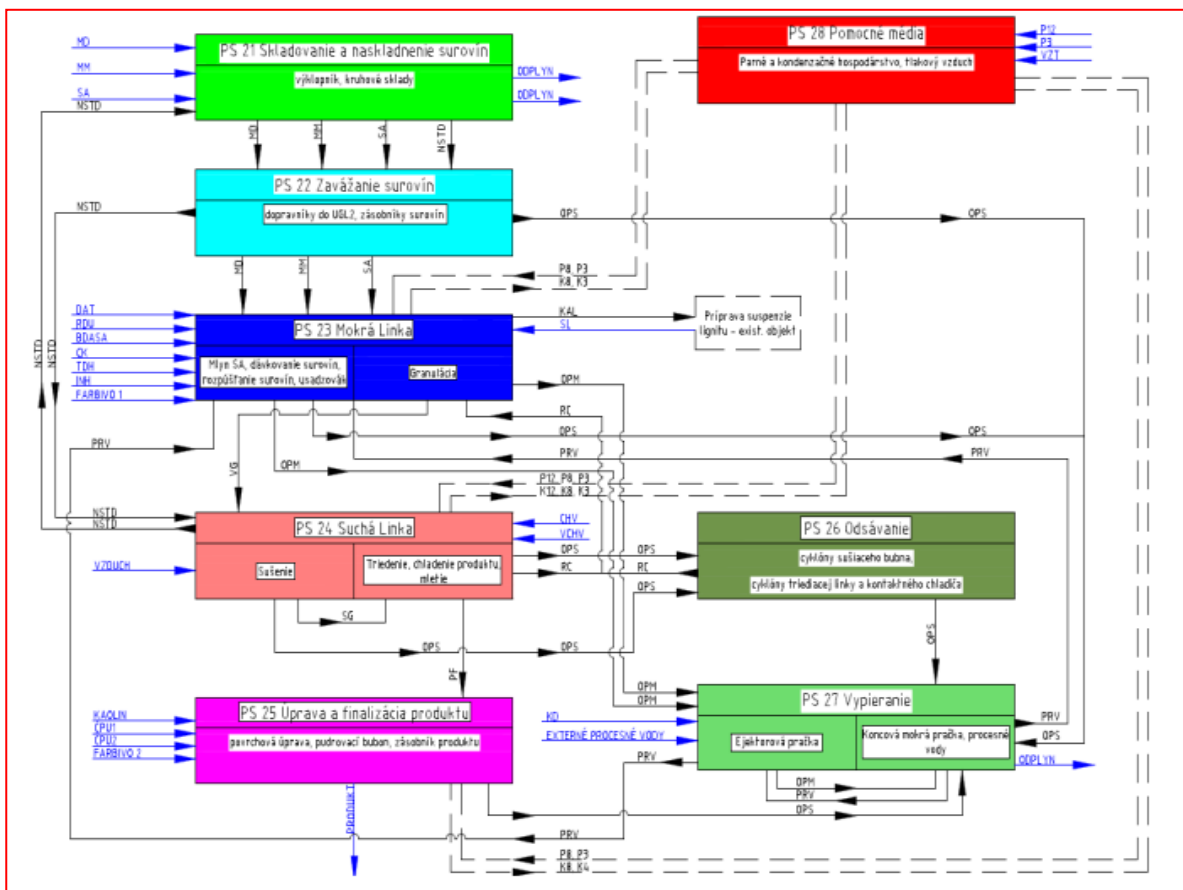 PS 21 Skladovanie a naskladnenie surovín
výklopník, kruhové sklady
MD
MM
SA
NSTD
ODPLYN
ODPLYN
PS 28 Pomocné média
Parné a kondenzačné hospodárstvo, tlakový vzduch
P12
P3
VZT
MD
MM
SA
NSTD
PS 22 Zavážanie surovín
dopravníky do UGL2, zásobníky surovín
NSTD
OPS
OPS
MD
MM
SA
P8, P3
K8, K3
PS 23 Mokrá Linka
Mlyn SA, dávkovanie surovín,
rozpúšťanie surovín, usadzovák
Granulácia
DAT
RDU
BDASA
CK
TDH
INH
FARBIVO 1
KAL
SL
Príprava suspenzie
lignitu - exist. objekt
NSTD
NSTD
OPM
RC
OPS
OPS
PRV
PRV
PRV
VG
OPM
P12, P8, P3
K12, K8, K3
NSTD
NSTD
PS 24 Suchá Linka
Sušenie
Triedenie, chladenie produktu,
mletie
CHV
VCHV
VZDUCH
OPS
OPS
RC
RC
OPS
SG
OPS
OPS
PF
PS 26 Odsávanie
cyklóny sušiaceho bubna,
cyklóny triediacej linky a kontaktného chladiča
OPS
OPM
OPM
PS 25 Úprava a finalizácia produktu
povrchová úprava, pudrovací bubon, zásobník produktu
KAOLIN
CPU1
CPU2
FARBIVO 2
PS 27 Vypieranie
Ejektorová pračka
Koncová mokrá pračka, procesné
vody
KD
EXTERNÉ PROCESNÉ VODY
PRV
OPS
ODPLYN
PRV
OPM
PRV
OPS
OPS
PRODUKT
PRV
PRV
P8, P3
K8, K4